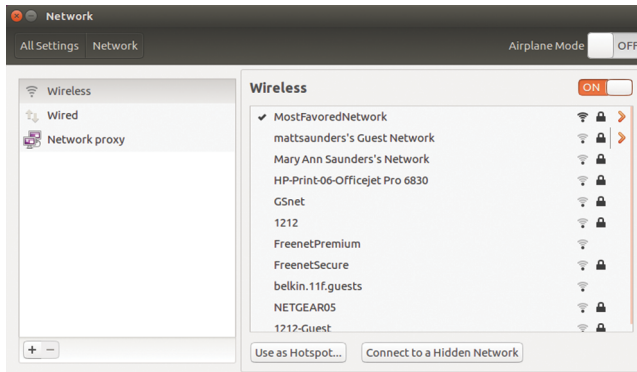 Network
All Settings Network Airplane Mode OFF
Wireless
Wired
Network proxy
Wireless ON
MostFavoredNetwork
mattsaunders's Guest Network
Mary Ann Saunders's Network
HP-Print-06-Officejet Pro 6830
GSnet
1212
FreenetPremium
FreenetSecure
belkin.11f.guests
NETGEAR05
1212-Guest
Use as Hotspot... Connect to a Hidden Network